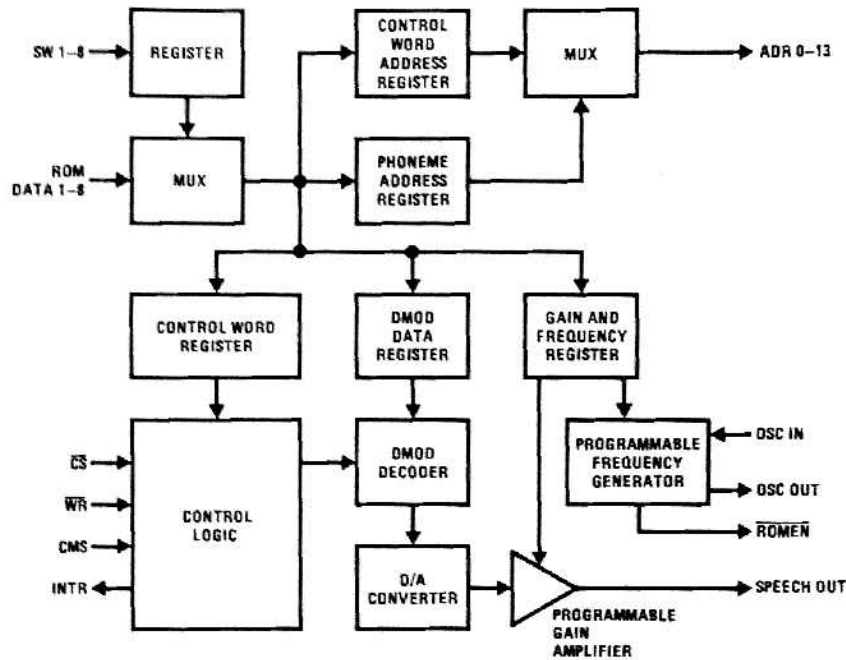 SW 1–8
REGISTER
CONTROL
WORD
ADDRESS
REGISTER
MUX
ADR 0–13
ROM
DATA 1–8
MUX
PHONEME
ADDRESS
REGISTER
CONTROL WORD
REGISTER
DMOD
DATA
REGISTER
GAIN AND
FREQUENCY
REGISTER
CS
WR
CMS
INTR
CONTROL
LOGIC
DMOD
DECODER
PROGRAMMABLE
FREQUENCY
GENERATOR
OSC IN
OSC OUT
ROMEN
D/A
CONVERTER
PROGRAMMABLE
GAIN
AMPLIFIER
SPEECH OUT